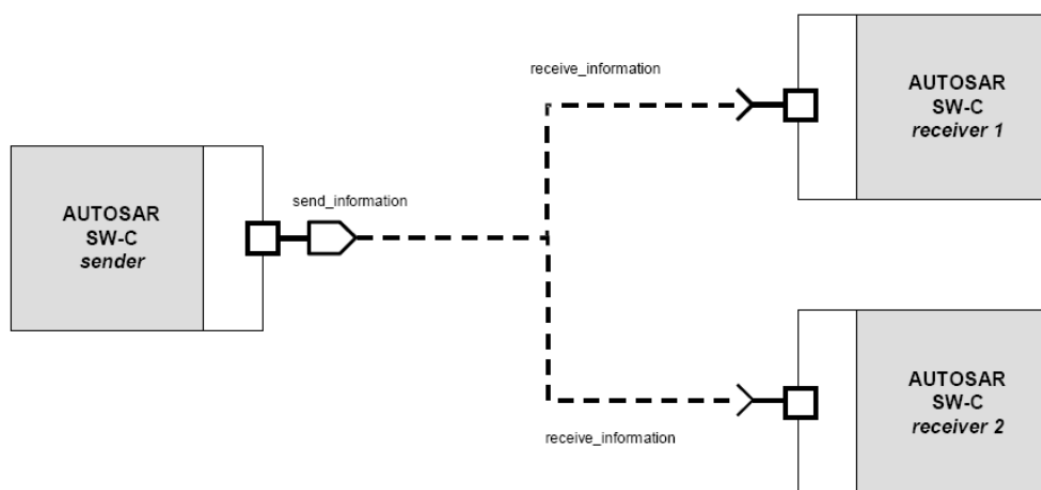 receive_information
AUTOSAR
SW-C
receiver 1
send_information
AUTOSAR
SW-C
sender
AUTOSAR
SW-C
receiver 2
receive_information